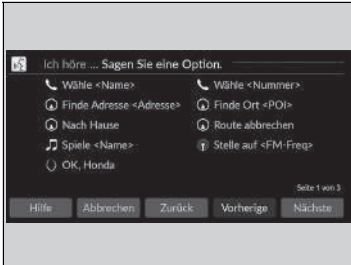 Ich höre ... Sagen Sie eine Option.
Wähle <Name>
Wähle <Nummer>
Finde Adresse <Adresse>
Finde Ort <POI>
Nach Hause
Route abbrechen
Spiele <Name>
Stelle auf <FM-Freq>
OK, Honda
Seite 1 von 3
Hilfe Abbrechen Zurück Vorherige Nächste